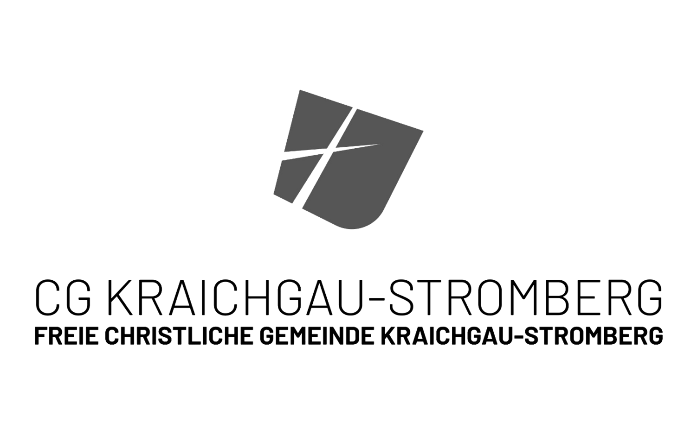 CG KRAICHGAU-STROMBERG
FREIE CHRISTLICHE GEMEINDE KRAICHGAU-STROMBERG